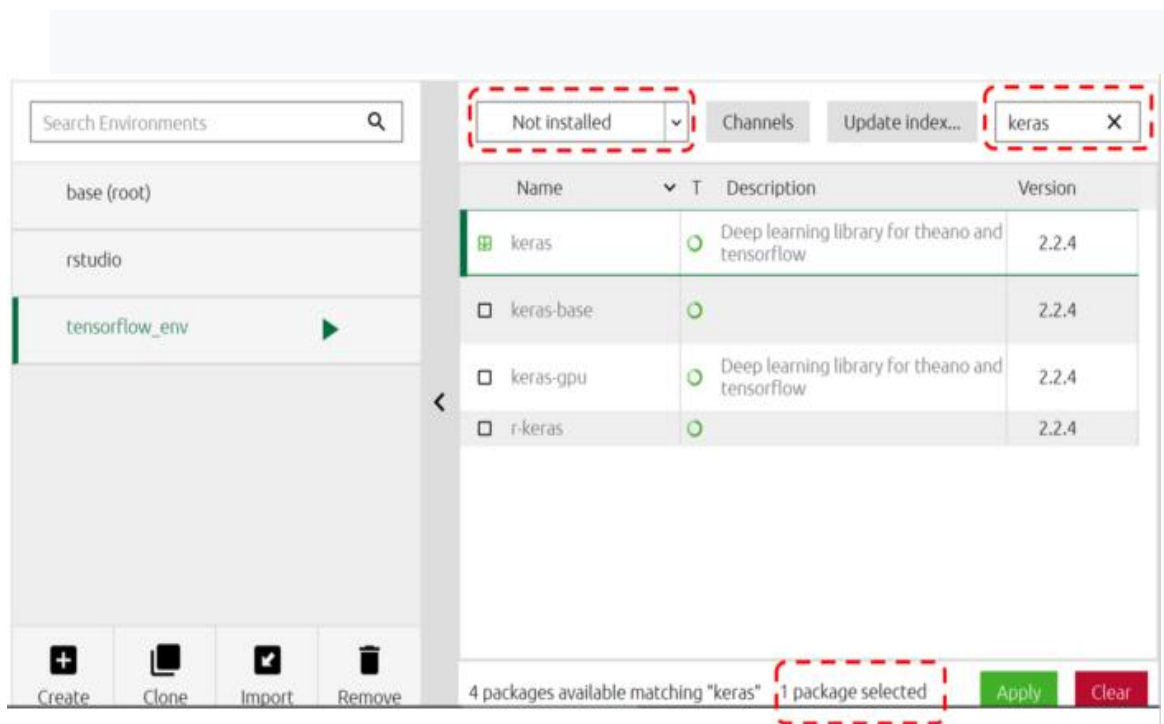 Search Environments
base (root)
rstudio
tensorflow_env
Create Clone Import Remove
Not installed Channels Update index... keras
Name T Description Version
keras Deep learning library for theano and
tensorflow 2.2.4
keras-base 2.2.4
keras-gpu Deep learning library for theano and
tensorflow 2.2.4
r-keras 2.2.4
4 packages available matching "keras" 1 package selected Apply Clear